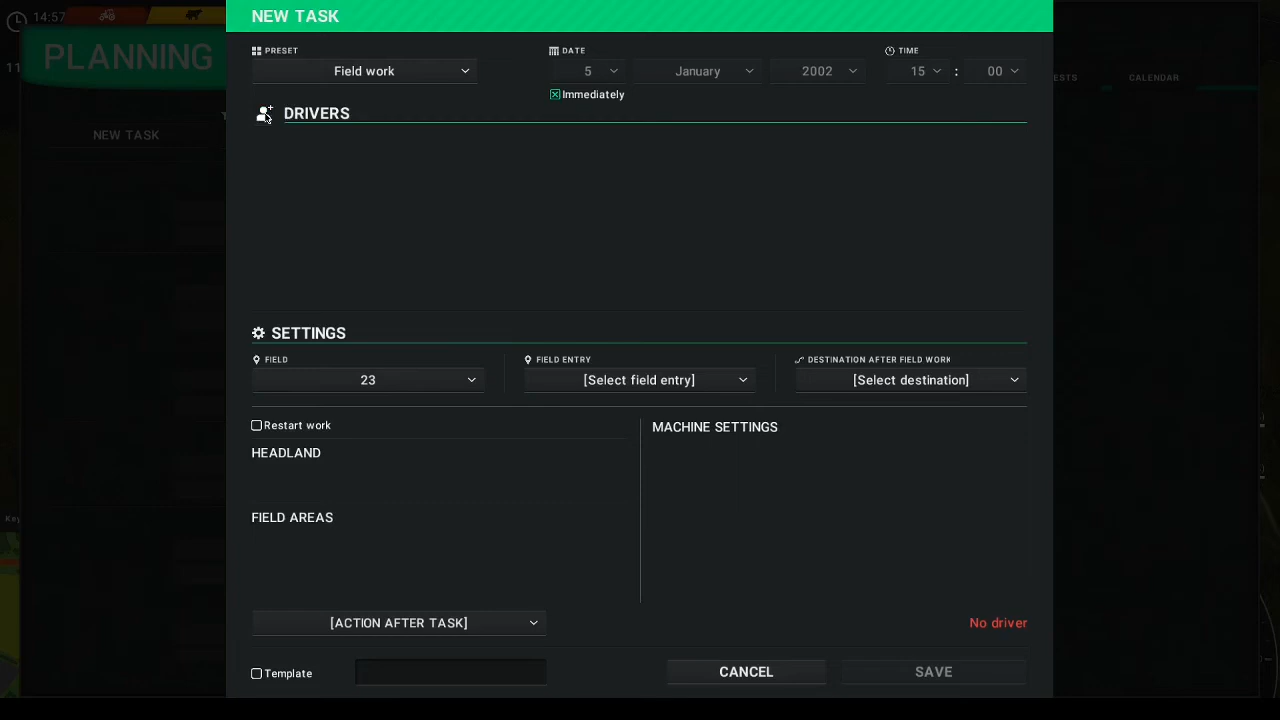 NEW TASK
14:57
PLANNING
PRESET
DATE
TIME
Field work
5
January
2002
15 : 00
Immediately
CALENDAR
DRIVERS
NEW TASK
SETTINGS
FIELD
FIELD ENTRY
DESTINATION AFTER FIELD WORK
23
[Select field entry]
[Select destination]
Restart work
MACHINE SETTINGS
HEADLAND
FIELD AREAS
[ACTION AFTER TASK]
No driver
Template
CANCEL
SAVE